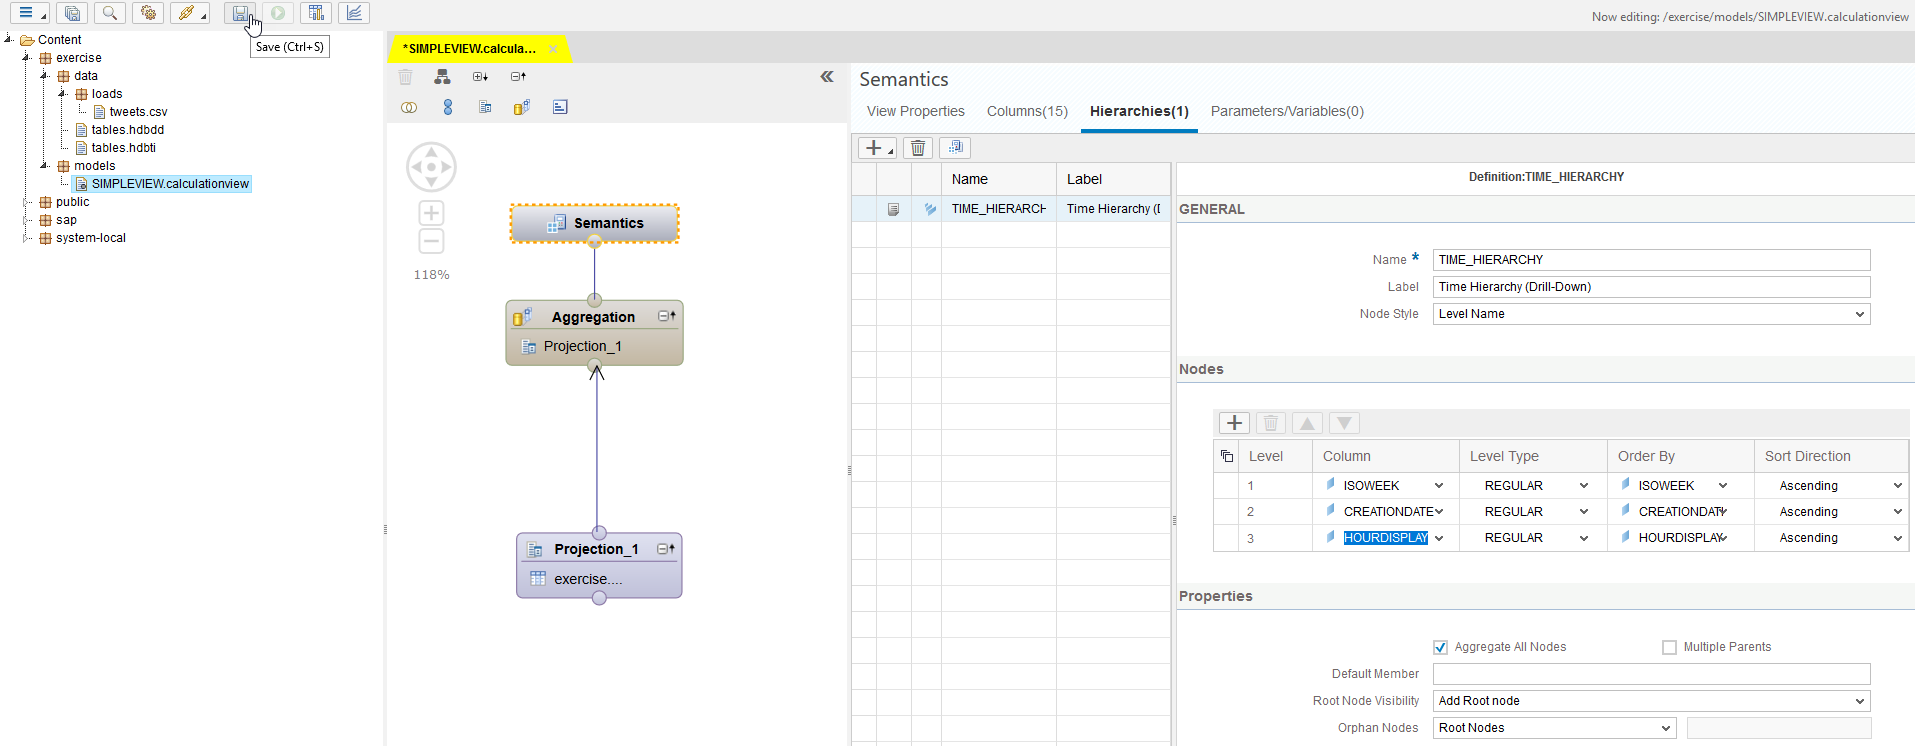 Now editing: /exercise/models/SIMPLEVIEW.calculationview
Save (Ctrl+S)
Content
exercise
data
loads
tweets.csv
tables.hdbdd
tables.hdbti
models
SIMPLEVIEW.calculationview
public
sap
system-local
*SIMPLEVIEW.calcula...
118%
Semantics
Aggregation
Projection_1
Projection_1
exercise....
Semantics
View Properties Columns(15) Hierarchies(1) Parameters/Variables(0)
Name Label
TIME_HIERARCH Time Hierarchy (D
Definition:TIME_HIERARCHY
GENERAL
Name * TIME_HIERARCHY
Label Time Hierarchy (Drill-Down)
Node Style Level Name
Nodes
Level Column Level Type Order By Sort Direction
1 ISOWEEK REGULAR ISOWEEK Ascending
2 CREATIONDATE REGULAR CREATIONDATE Ascending
3 HOURDISPLAY REGULAR HOURDISPLAY Ascending
Properties
Aggregate All Nodes Multiple Parents
Default Member
Root Node Visibility Add Root node
Orphan Nodes Root Nodes